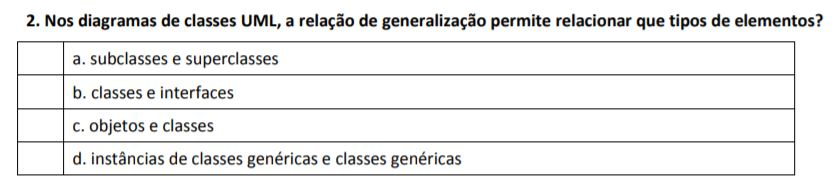 2. Nos diagramas de classes UML, a relação de generalização permite relacionar que tipos de elementos?
a. subclasses e superclasses
b. classes e interfaces
c. objetos e classes
d. instâncias de classes genéricas e classes genéricas